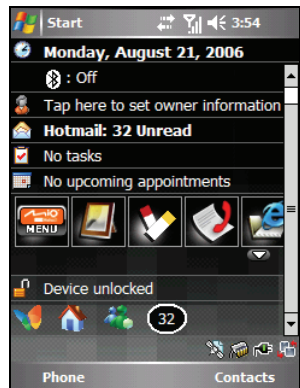 Start 3:54
Monday, August 21, 2006
: Off
Tap here to set owner information
Hotmail: 32 Unread
No tasks
No upcoming appointments
Mio
MENU
Device unlocked
32
Phone Contacts